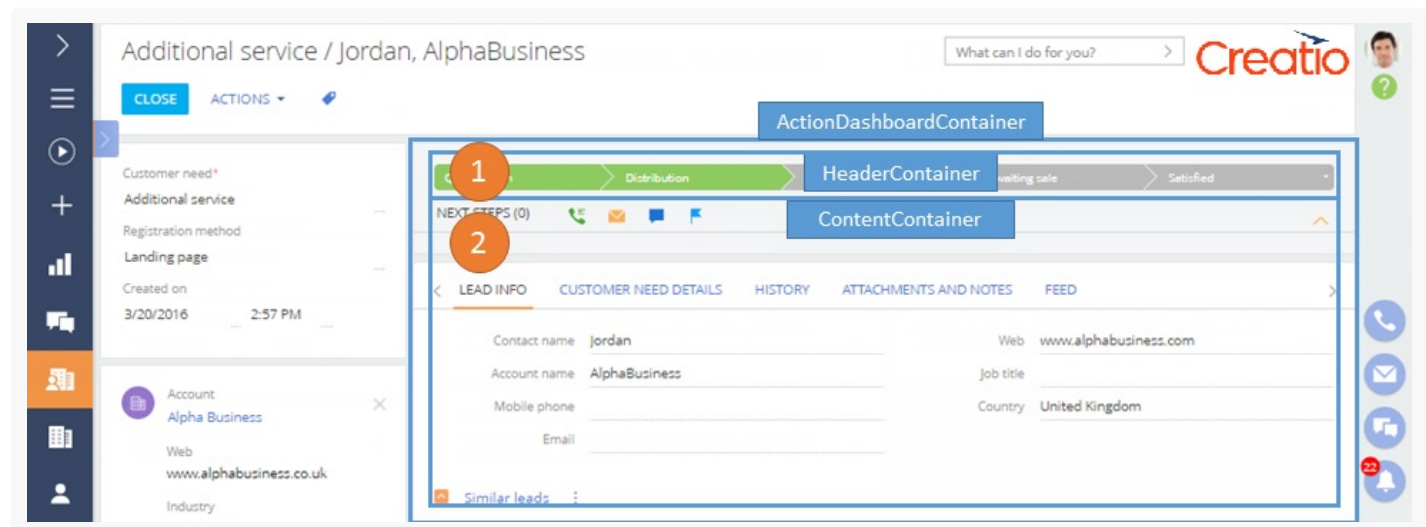 Additional service / Jordan, AlphaBusiness
What can I do for you?
Creatio
CLOSE
ACTIONS
?
ActionDashboardContainer
Customer need*
Additional service
Registration method
Landing page
Created on
3/20/2016 2:57 PM
1
Distribution
HeaderContainer
sale
Satisfied
NEXT STEPS (0)
ContentContainer
2
LEAD INFO CUSTOMER NEED DETAILS HISTORY ATTACHMENTS AND NOTES FEED
Contact name Jordan
Web www.alphabusiness.com
Account name AlphaBusiness
Job title
Mobile phone
Country United Kingdom
Email
Similar leads
Account
Alpha Business
Web
www.alphabusiness.co.uk
Industry
22